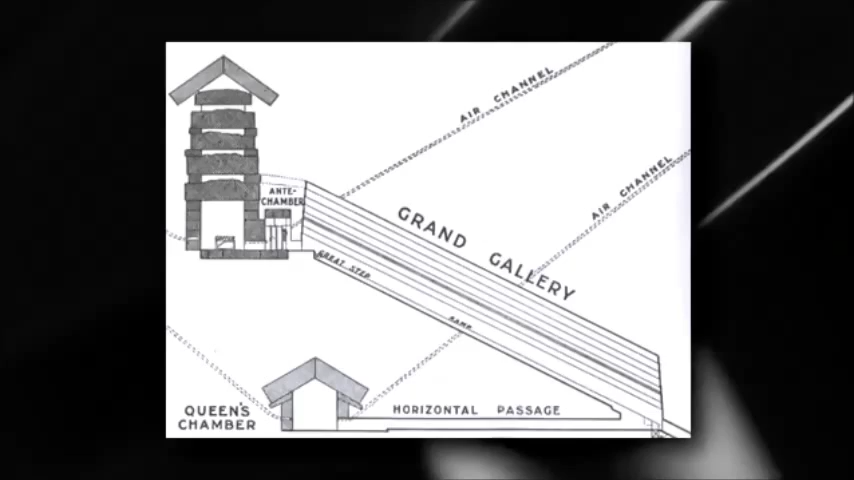 AIR CHANNEL
AIR CHANNEL
ANTE-
CHAMBER
GRAND GALLERY
GREAT STEP
RAMP
QUEEN'S
CHAMBER
HORIZONTAL PASSAGE